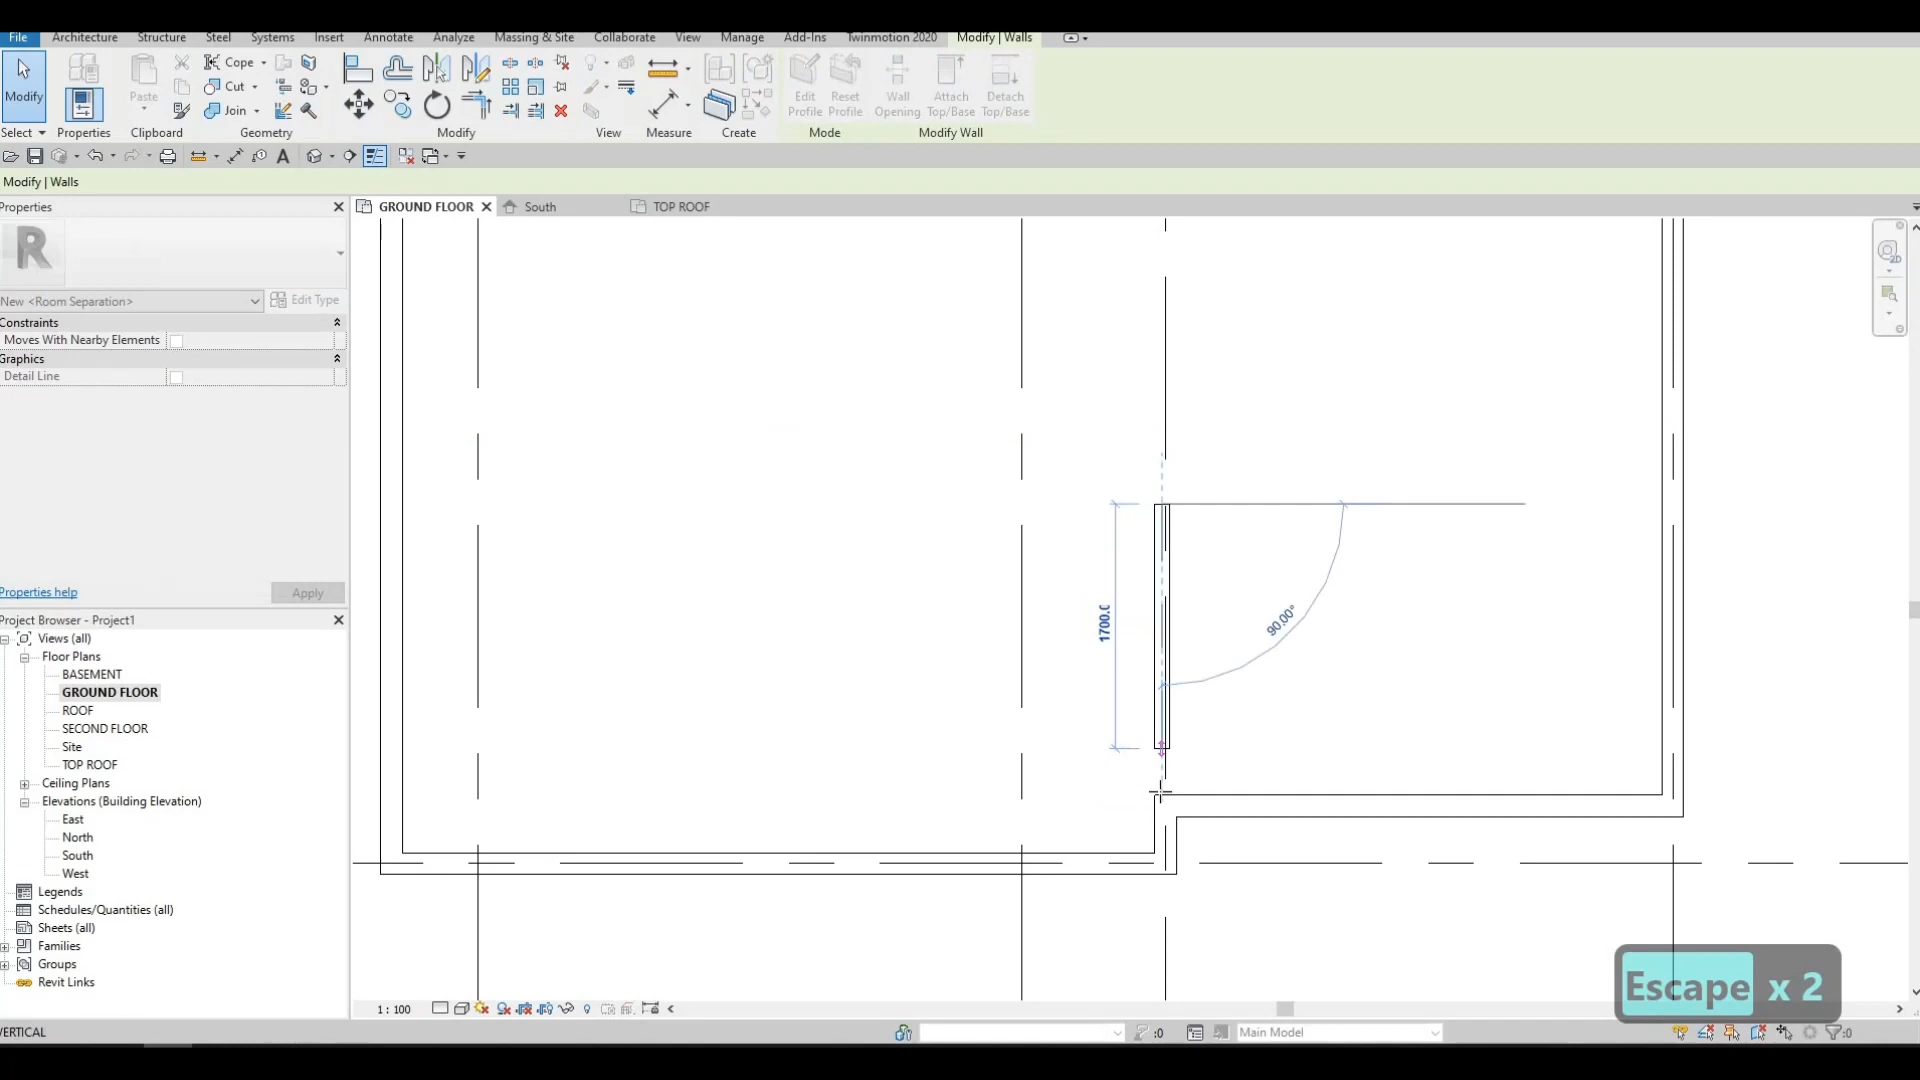 File Architecture Structure Steel Systems Insert Annotate Analyze Massing & Site Collaborate View Manage Add-Ins Twinmotion 2020 Modify | Walls
Modify
Paste
Cope
Cut
Join
Edit Profile
Reset Profile
Wall Opening
Attach Top/Base
Detach Top/Base
Select Properties Clipboard Geometry Modify View Measure Create Mode Modify Wall
Modify | Walls
Properties
GROUND FLOOR South TOP ROOF
R
New <Room Separation>
Edit Type
Constraints
Moves With Nearby Elements
Graphics
Detail Line
Properties help
Apply
Project Browser - Project1
Views (all)
Floor Plans
BASEMENT
GROUND FLOOR
ROOF
SECOND FLOOR
Site
TOP ROOF
Ceiling Plans
Elevations (Building Elevation)
East
North
South
West
Legends
Schedules/Quantities (all)
Sheets (all)
Families
Groups
Revit Links
2D
1700.0
90.00°
Escape x 2
1 : 100
VERTICAL
:0
Main Model
:0